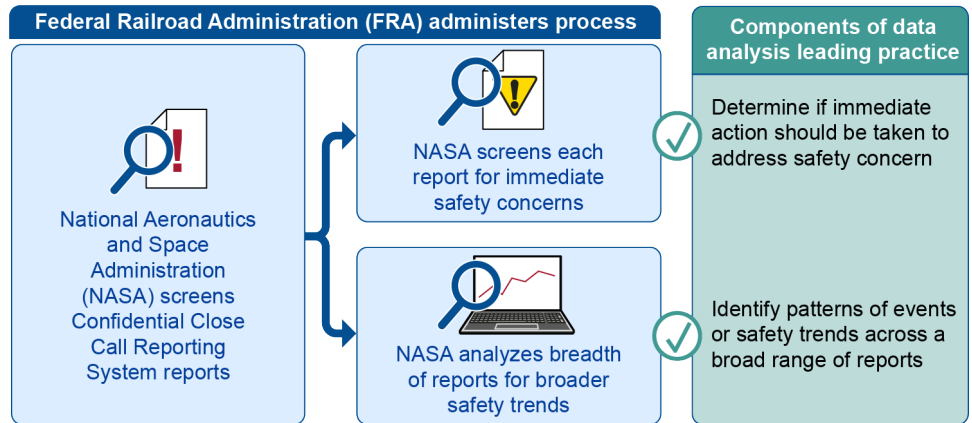 Federal Railroad Administration (FRA) administers process
National Aeronautics
and Space
Administration
(NASA) screens
Confidential Close
Call Reporting
System reports
NASA screens each
report for immediate
safety concerns
NASA analyzes breadth
of reports for broader
safety trends
Components of data
analysis leading practice
Determine if immediate
action should be taken to
address safety concern
Identify patterns of events
or safety trends across a
broad range of reports